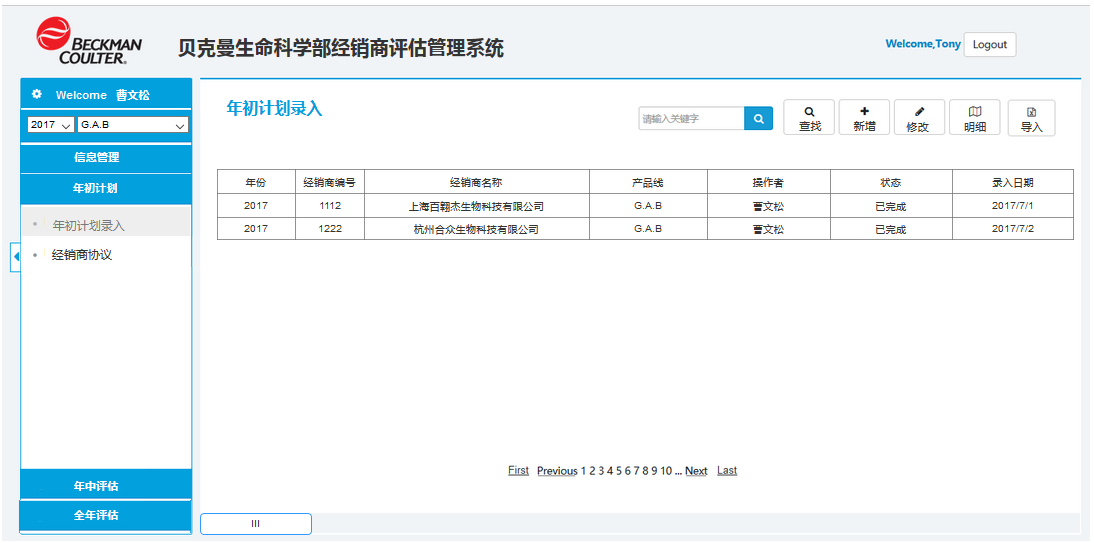 BECKMAN
COULTER®
贝克曼生命科学部经销商评估管理系统
Welcome,Tony Logout
Welcome 曹文松
2017 G.A.B
信息管理
年初计划
年初计划录入
经销商协议
年中评估
全年评估
年初计划录入
请输入关键字 查找 新增 修改 明细 导入
年份 经销商编号 经销商名称 产品线 操作者 状态 录入日期
2017 1112 上海百翱杰生物科技有限公司 G.A.B 曹文松 已完成 2017/7/1
2017 1222 杭州合众生物科技有限公司 G.A.B 曹文松 已完成 2017/7/2
First Previous 1 2 3 4 5 6 7 8 9 10 ... Next Last
III